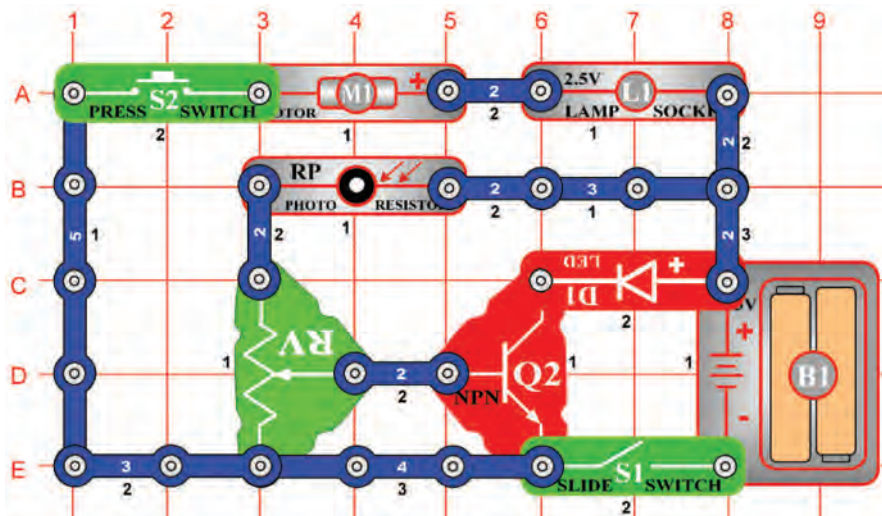 1 2 3 4 5 6 7 8 9
A
PRESS S2 SWITCH
2
OTOR M1 +
1
2
2
2.5V
LAMP L1 SOCKE
1
2
2
B
RP
PHOTO RESISTO
1
2
2
3
1
5
1
2
2
2
3
C
LED
D1 +
2
3V
RV
1
D
2
2
NPN Q2
1
1
+
-
B1
E
3
2
4
3
S1
SLIDE SWITCH
2